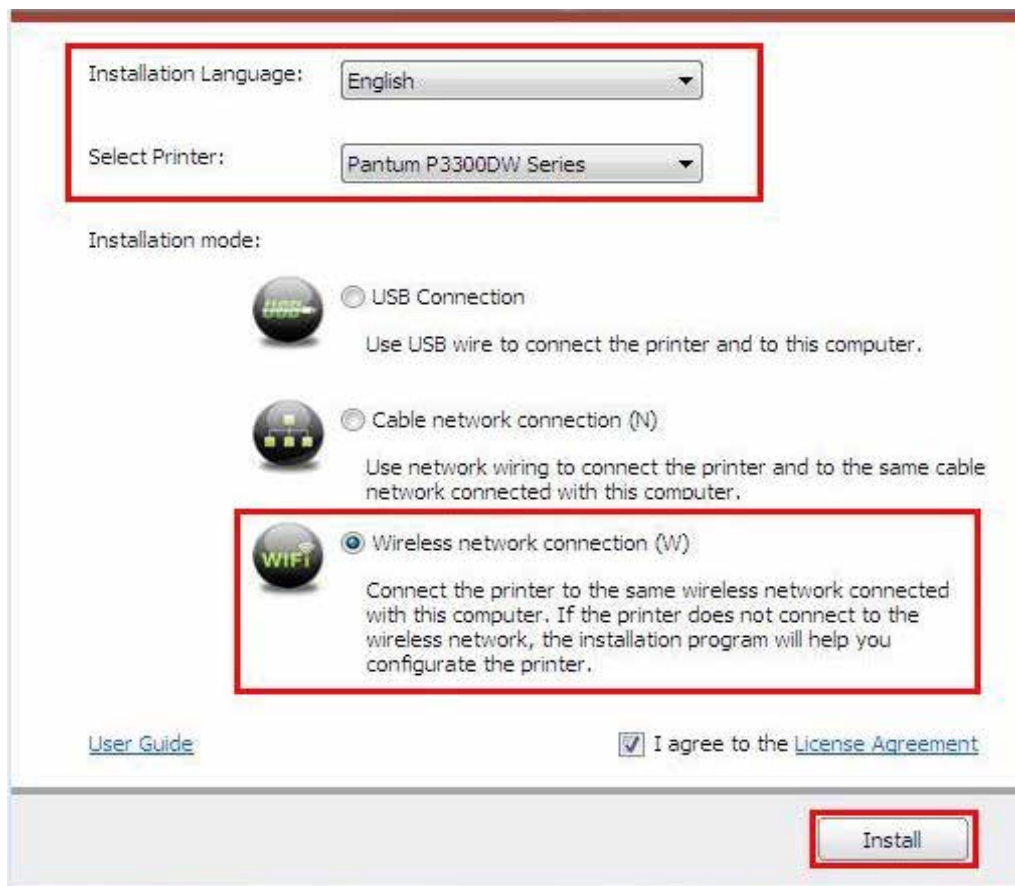 Installation Language: English
Select Printer: Pantum P3300DW Series
Installation mode:
USB
USB Connection
Use USB wire to connect the printer and to this computer.
Cable network connection (N)
Use network wiring to connect the printer and to the same cable
network connected with this computer.
WiFi
Wireless network connection (W)
Connect the printer to the same wireless network connected
with this computer. If the printer does not connect to the
wireless network, the installation program will help you
configurate the printer.
User Guide
I agree to the License Agreement
Install